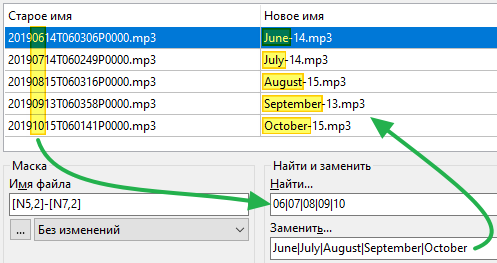 Старое имя Новое имя
20190614T060306P0000.mp3 June-14.mp3
20190714T060249P0000.mp3 July-14.mp3
20190815T060316P0000.mp3 August-15.mp3
20190913T060358P0000.mp3 September-13.mp3
20191015T060141P0000.mp3 October-15.mp3
Маска Найти и заменить
Имя файла Найти...
[N5,2]-[N7,2] 06|07|08|09|10
... Без изменений Заменить...
June|July|August|September|October